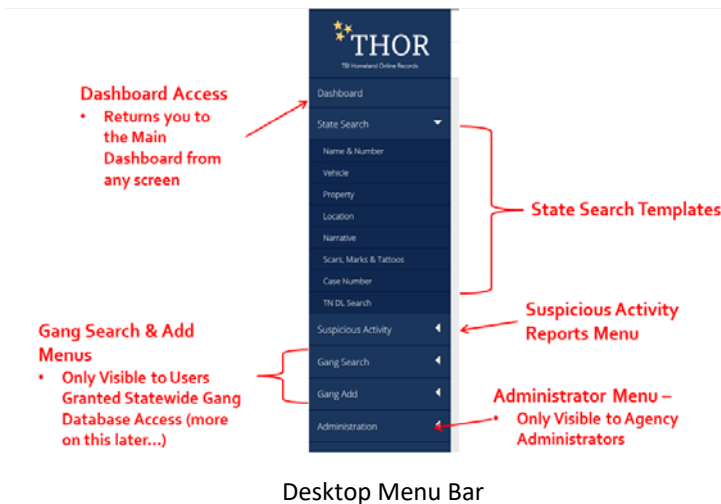 THOR
TBI Homeland Online Records
Dashboard
State Search
Name & Number
Vehicle
Property
Location
Narrative
Scars, Marks & Tattoos
Case Number
TN DL Search
Suspicious Activity
Gang Search
Gang Add
Administration
Dashboard Access
• Returns you to
the Main
Dashboard from
any screen
State Search Templates
Suspicious Activity
Reports Menu
Gang Search & Add
Menus
• Only Visible to Users
Granted Statewide Gang
Database Access (more
on this later...)
Administrator Menu –
• Only Visible to Agency
Administrators
Desktop Menu Bar